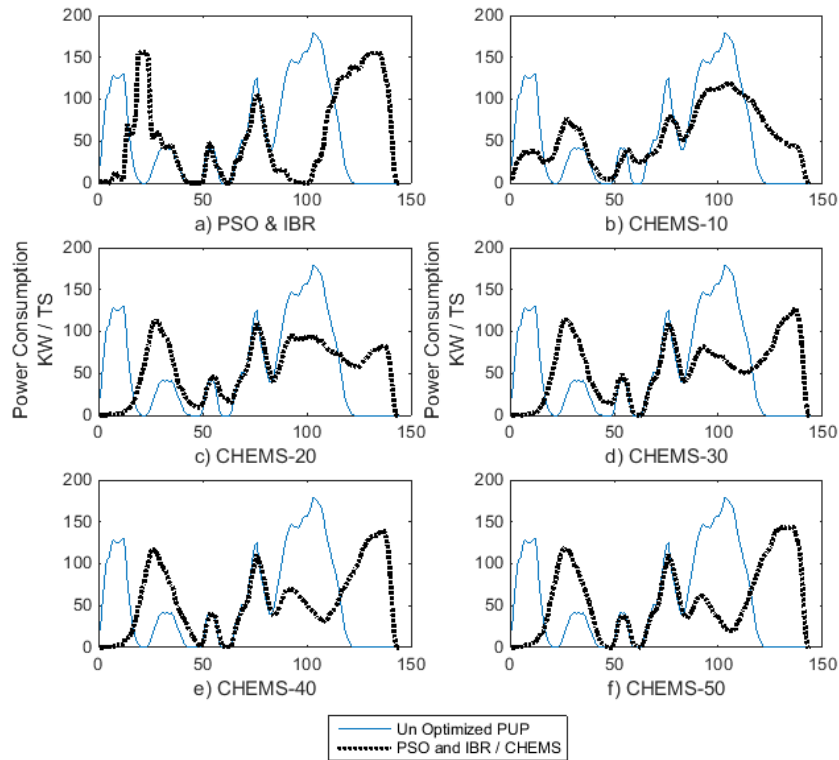 200
150
100
50
0
0 50 100 150
a) PSO & IBR
200
150
100
50
0
0 50 100 150
b) CHEMS-10
Power Consumption
KW / TS
200
150
100
50
0
0 50 100 150
c) CHEMS-20
Power Consumption
KW / TS
200
150
100
50
0
0 50 100 150
d) CHEMS-30
200
150
100
50
0
0 50 100 150
e) CHEMS-40
200
150
100
50
0
0 50 100 150
f) CHEMS-50
Un Optimized PUP
PSO and IBR / CHEMS